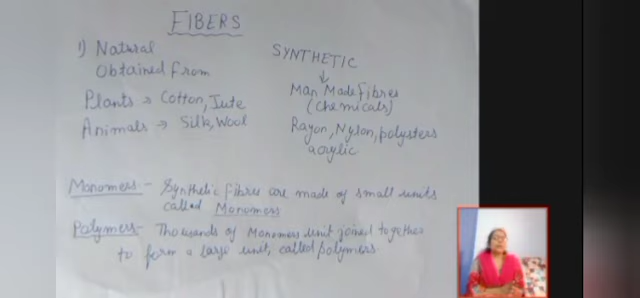 FIBERS
1) Natural
Obtained from
Plants → Cotton, Jute
Animals → Silk, Wool
SYNTHETIC
↓
Man Made fibres
(chemicals)
Rayon, Nylon, polysters
acrylic
Monomers - Synthetic fibres are made of small units
called Monomers
Polymers - Thousands of Monomers unit joined together
to form a large unit, called polymers.